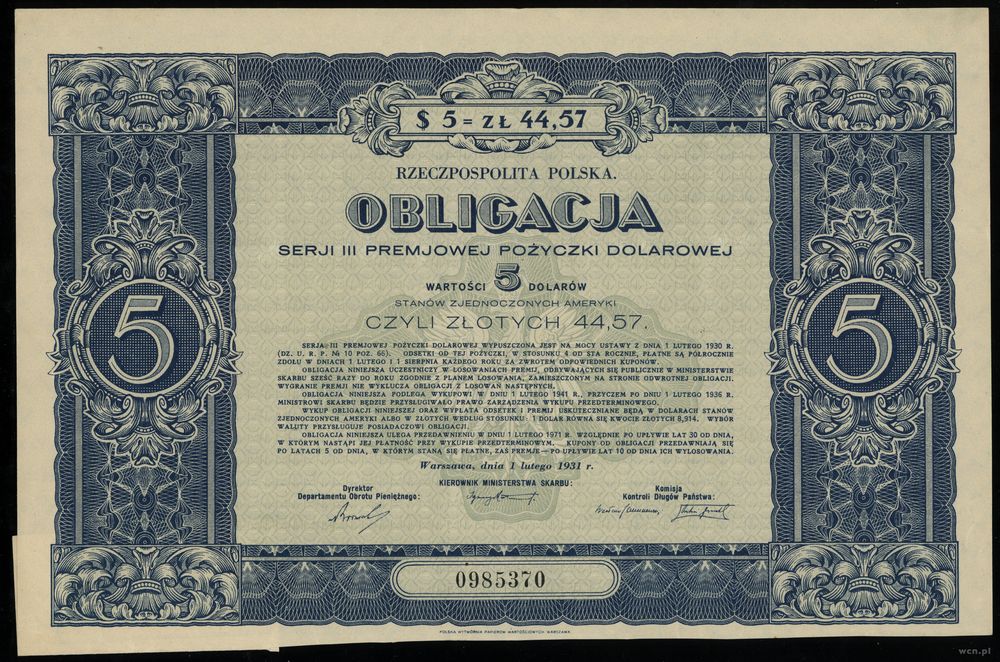 $ 5 = ZŁ 44,57
RZECZPOSPOLITA POLSKA.
OBLIGACJA
SERJI III PREMJOWEJ POŻYCZKI DOLAROWEJ
WARTOŚCI 5 DOLARÓW
STANÓW ZJEDNOCZONYCH AMERYKI
CZYLI ZŁOTYCH 44,57.
5
5
SERJA III PREMJOWEJ POŻYCZKI DOLAROWEJ WYPUSZCZONA JEST NA MOCY USTAWY Z DNIA 1 LUTEGO 1930 R.
(DZ. U. R. P. № 10 POZ. 65). ODSETKI OD TEJ POŻYCZKI, W STOSUNKU 4 OD STA ROCZNIE, PŁATNE SĄ PÓŁROCZNIE
ZDOŁU W DNIACH 1 LUTEGO I 1 SIERPNIA KAŻDEGO ROKU ZA ZWROTEM ODPOWIEDNICH KUPONÓW.
OBLIGACJA NINIEJSZA UCZESTNICZY W LOSOWANIACH PREMIJ, ODBYWAJĄCYCH SIĘ PUBLICZNIE W MINISTERSTWIE
SKARBU SZEŚĆ RAZY DO ROKU ZGODNIE Z PLANEM LOSOWANIA, ZAMIESZCZONYM NA STRONIE ODWROTNEJ OBLIGACJI.
WYGRANIE PREMJI NIE WYKLUCZA OBLIGACJI Z LOSOWAŃ NASTĘPNYCH.
OBLIGACJA NINIEJSZA PODLEGA WYKUPOWI W DNIU 1 LUTEGO 1941 R., PRZYCZEM PO DNIU 1 LUTEGO 1936 R.
MINISTROWI SKARBU BĘDZIE PRZYSŁUGIWAŁO PRAWO ZARZĄDZENIA WYKUPU PRZEDTERMINOWEGO.
WYKUP OBLIGACJI NINIEJSZEJ ORAZ WYPŁATA ODSETEK I PREMIJ USKUTECZNIANE BĘDĄ W DOLARACH STANÓW
ZJEDNOCZONYCH AMERYKI ALBO W ZŁOTYCH WEDŁUG STOSUNKU: 1 DOLAR RÓWNA SIĘ KWOCIE ZŁOTYCH 8,914. WYBÓR
WALUTY PRZYSŁUGUJE POSIADACZOWI OBLIGACJI.
OBLIGACJA NINIEJSZA ULEGA PRZEDAWNIENIU W DNIU 1 LUTEGO 1971 R. WZGLĘDNIE PO UPŁYWIE LAT 30 OD DNIA,
W KTÓRYM NASTĄPI JEJ PŁATNOŚĆ PRZY WYKUPIE PRZEDTERMINOWYM. KUPONY OD OBLIGACJI PRZEDAWNIAJĄ SIĘ
PO LATACH 5 OD DNIA, W KTÓRYM STANĄ SIĘ PŁATNE, ZAŚ PREMJE — PO UPŁYWIE LAT 10 OD DNIA ICH WYLOSOWANIA.
Warszawa, dnia 1 lutego 1931 r.
KIEROWNIK MINISTERSTWA SKARBU:
Dyrektor
Departamentu Obrotu Pieniężnego:
Komisja
Kontroli Długów Państwa:
0985370
POLSKA WYTWÓRNIA PAPIERÓW WARTOŚCIOWYCH WARSZAWA
wcn.pl